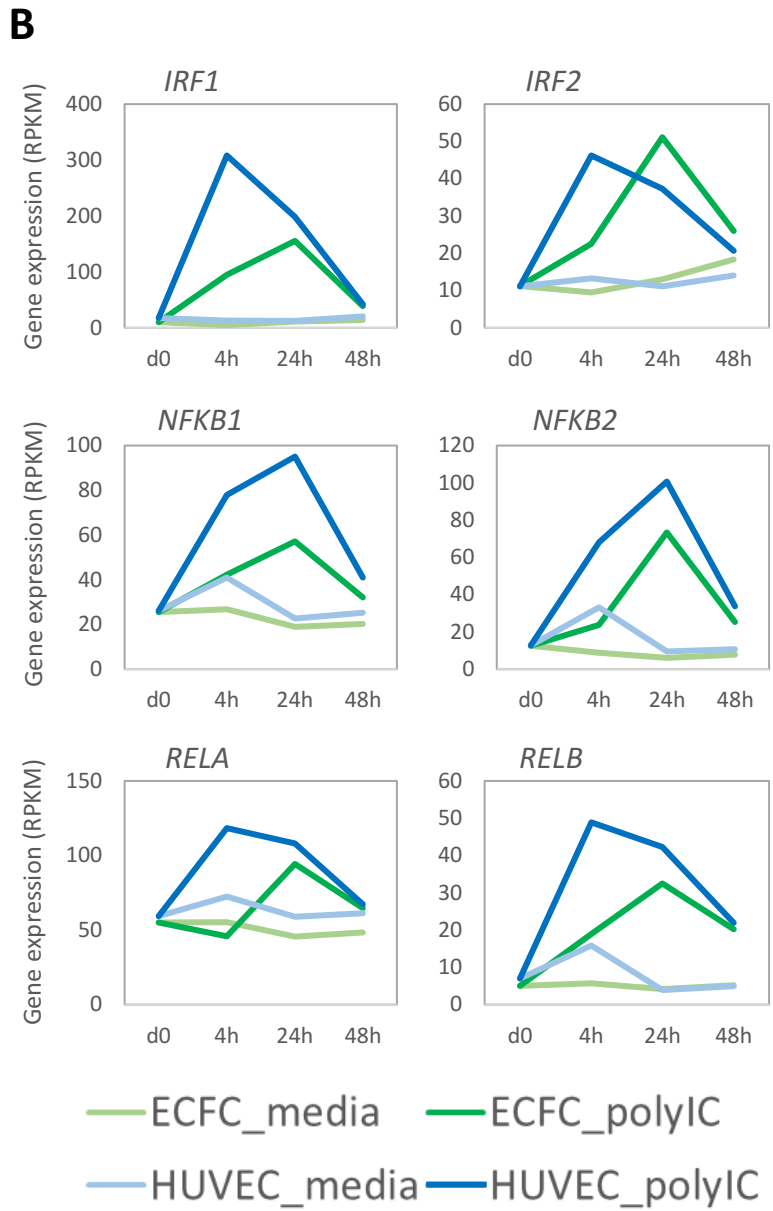 B
IRF1
IRF2
Gene expression (RPKM)
400
300
200
100
0
d0 4h 24h 48h
60
50
40
30
20
10
0
d0 4h 24h 48h
NFKB1
NFKB2
Gene expression (RPKM)
100
80
60
40
20
0
d0 4h 24h 48h
120
100
80
60
40
20
0
d0 4h 24h 48h
RELA
RELB
Gene expression (RPKM)
150
100
50
0
d0 4h 24h 48h
60
50
40
30
20
10
0
d0 4h 24h 48h
ECFC_media ECFC_polyIC
HUVEC_media HUVEC_polyIC